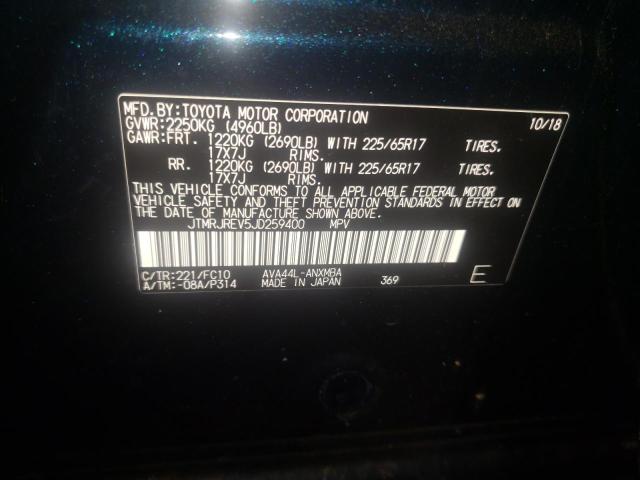 MFD. BY: TOYOTA MOTOR CORPORATION 10/18
GVWR: 2250KG (4960LB)
GAWR: FRT. 1220KG (2690LB) WITH 225/65R17 TIRES.
17X7J RIMS.
RR. 1220KG (2690LB) WITH 225/65R17 TIRES.
17X7J RIMS.
THIS VEHICLE CONFORMS TO ALL APPLICABLE FEDERAL MOTOR
VEHICLE SAFETY AND THEFT PREVENTION STANDARDS IN EFFECT ON
THE DATE OF MANUFACTURE SHOWN ABOVE.
JTMRJREV5JD259400 MPV
C/TR: 221/FC10 AVA44L-ANXMBA
A/TM: -08A/P314 MADE IN JAPAN 369 E